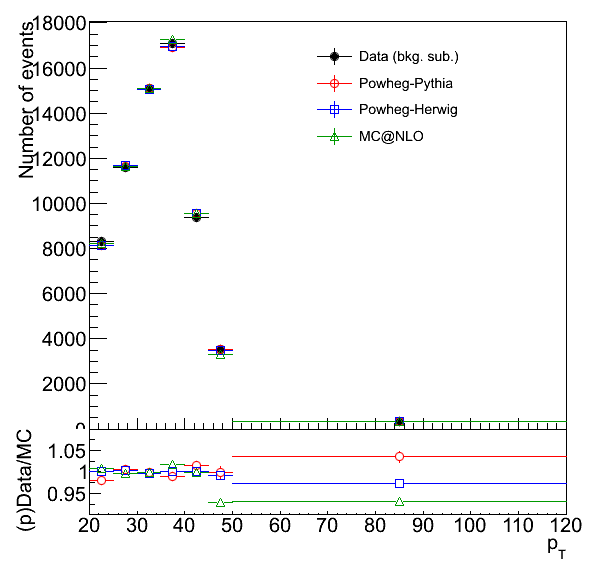 Number of events
18000
16000
14000
12000
10000
8000
6000
4000
2000
0
Data (bkg. sub.)
Powheg-Pythia
Powheg-Herwig
MC@NLO
(p)Data/MC
1.05
1
0.95
20 30 40 50 60 70 80 90 100 110 120
pT